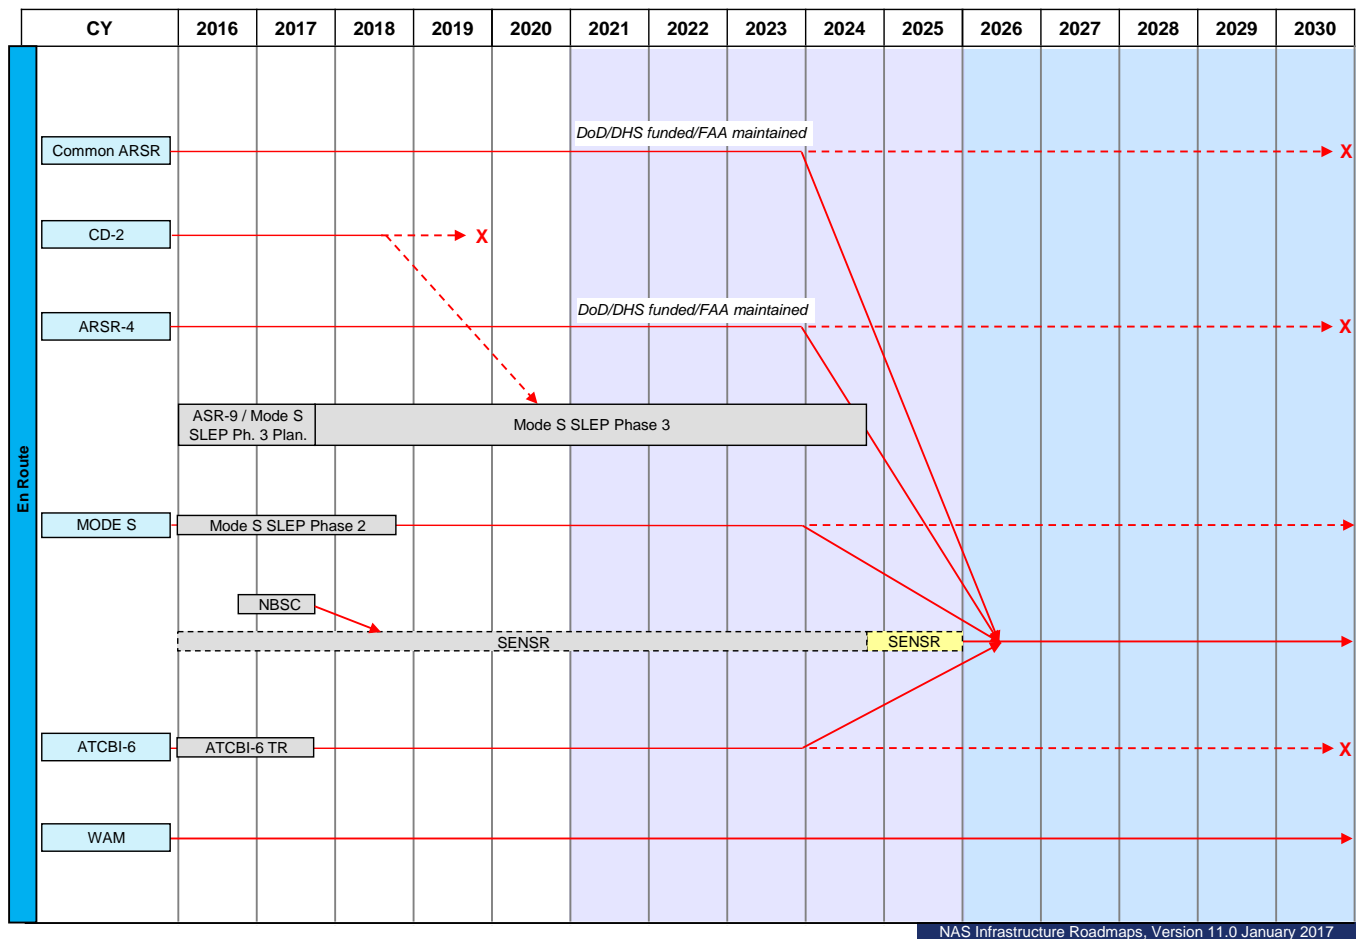 CY 2016 2017 2018 2019 2020 2021 2022 2023 2024 2025 2026 2027 2028 2029 2030
En Route
DoD/DHS funded/FAA maintained
Common ARSR
X
CD-2
X
DoD/DHS funded/FAA maintained
ARSR-4
X
ASR-9 / Mode S
SLEP Ph. 3 Plan.
Mode S SLEP Phase 3
MODE S
Mode S SLEP Phase 2
NBSC
SENSR
SENSR
ATCBI-6
ATCBI-6 TR
X
WAM
NAS Infrastructure Roadmaps, Version 11.0 January 2017